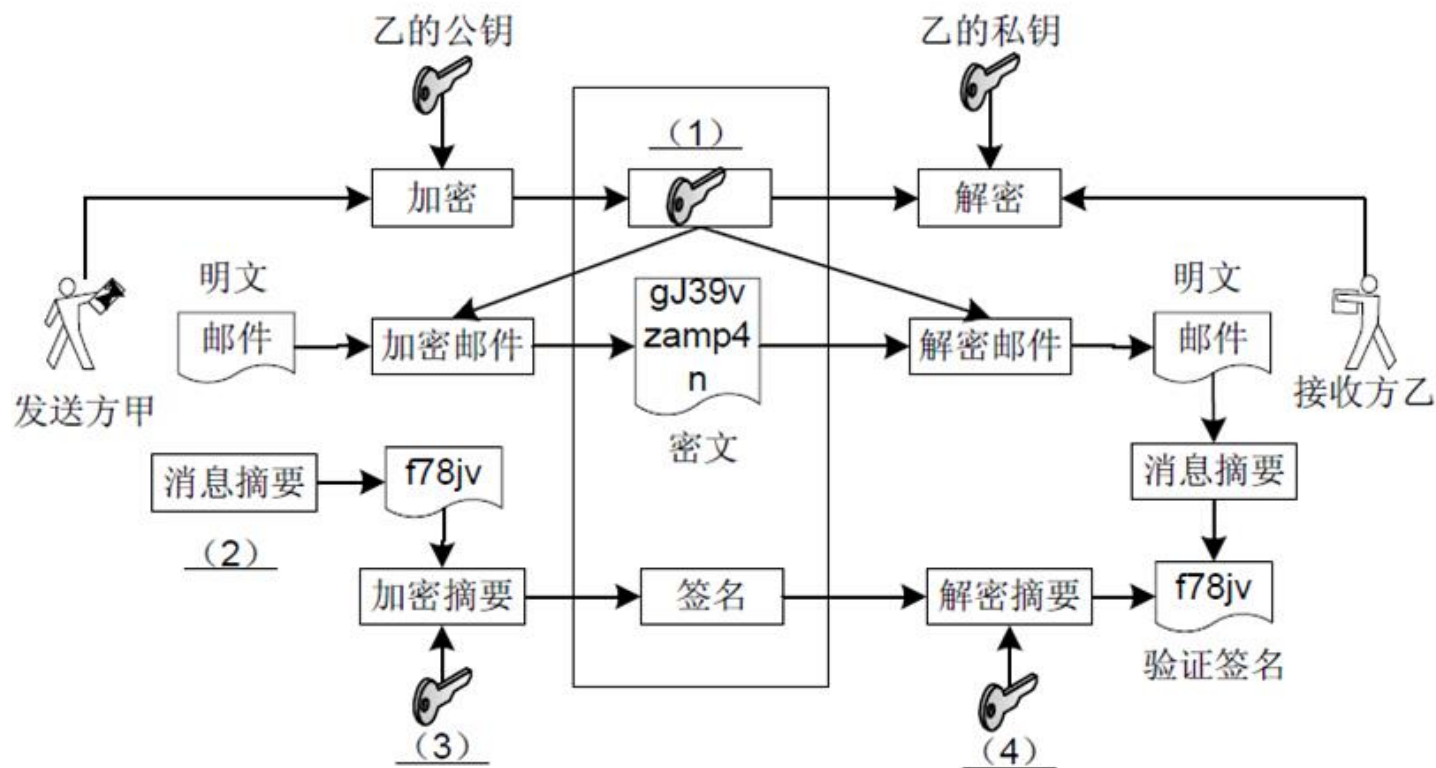 乙的公钥
乙的私钥
（1）
加密
解密
明文
明文
邮件
加密邮件
gJ39v
zamp4
n
解密邮件
邮件
发送方甲
接收方乙
密文
消息摘要
f78jv
消息摘要
（2）
加密摘要
签名
解密摘要
f78jv
验证签名
（3）
（4）